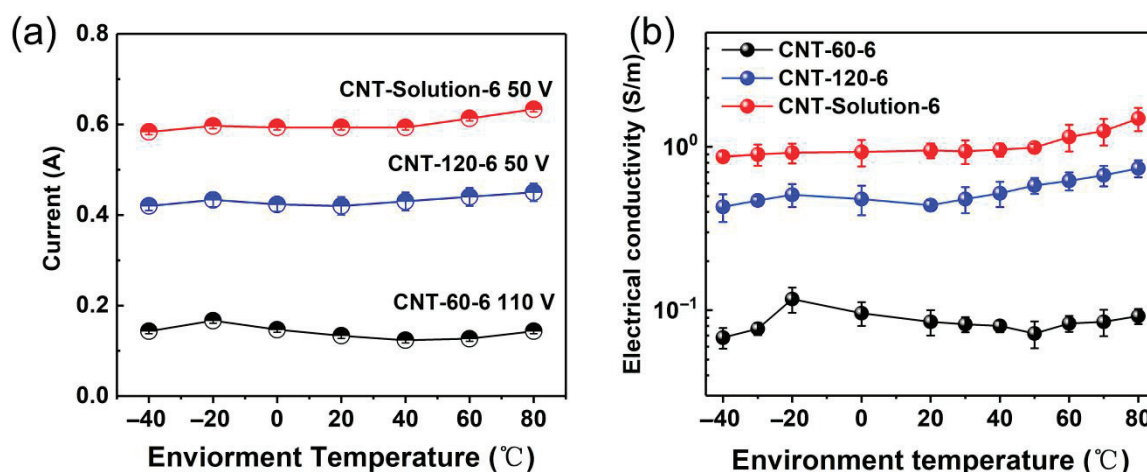 (a)
0.8
0.6
0.4
0.2
0.0
Current (A)
CNT-Solution-6 50 V
CNT-120-6 50 V
CNT-60-6 110 V
−40 −20 0 20 40 60 80
Enviorment Temperature (℃)
(b)
CNT-60-6
CNT-120-6
CNT-Solution-6
10⁰
10⁻¹
Electrical conductivity (S/m)
−40 −20 0 20 40 60 80
Environment temperature (℃)